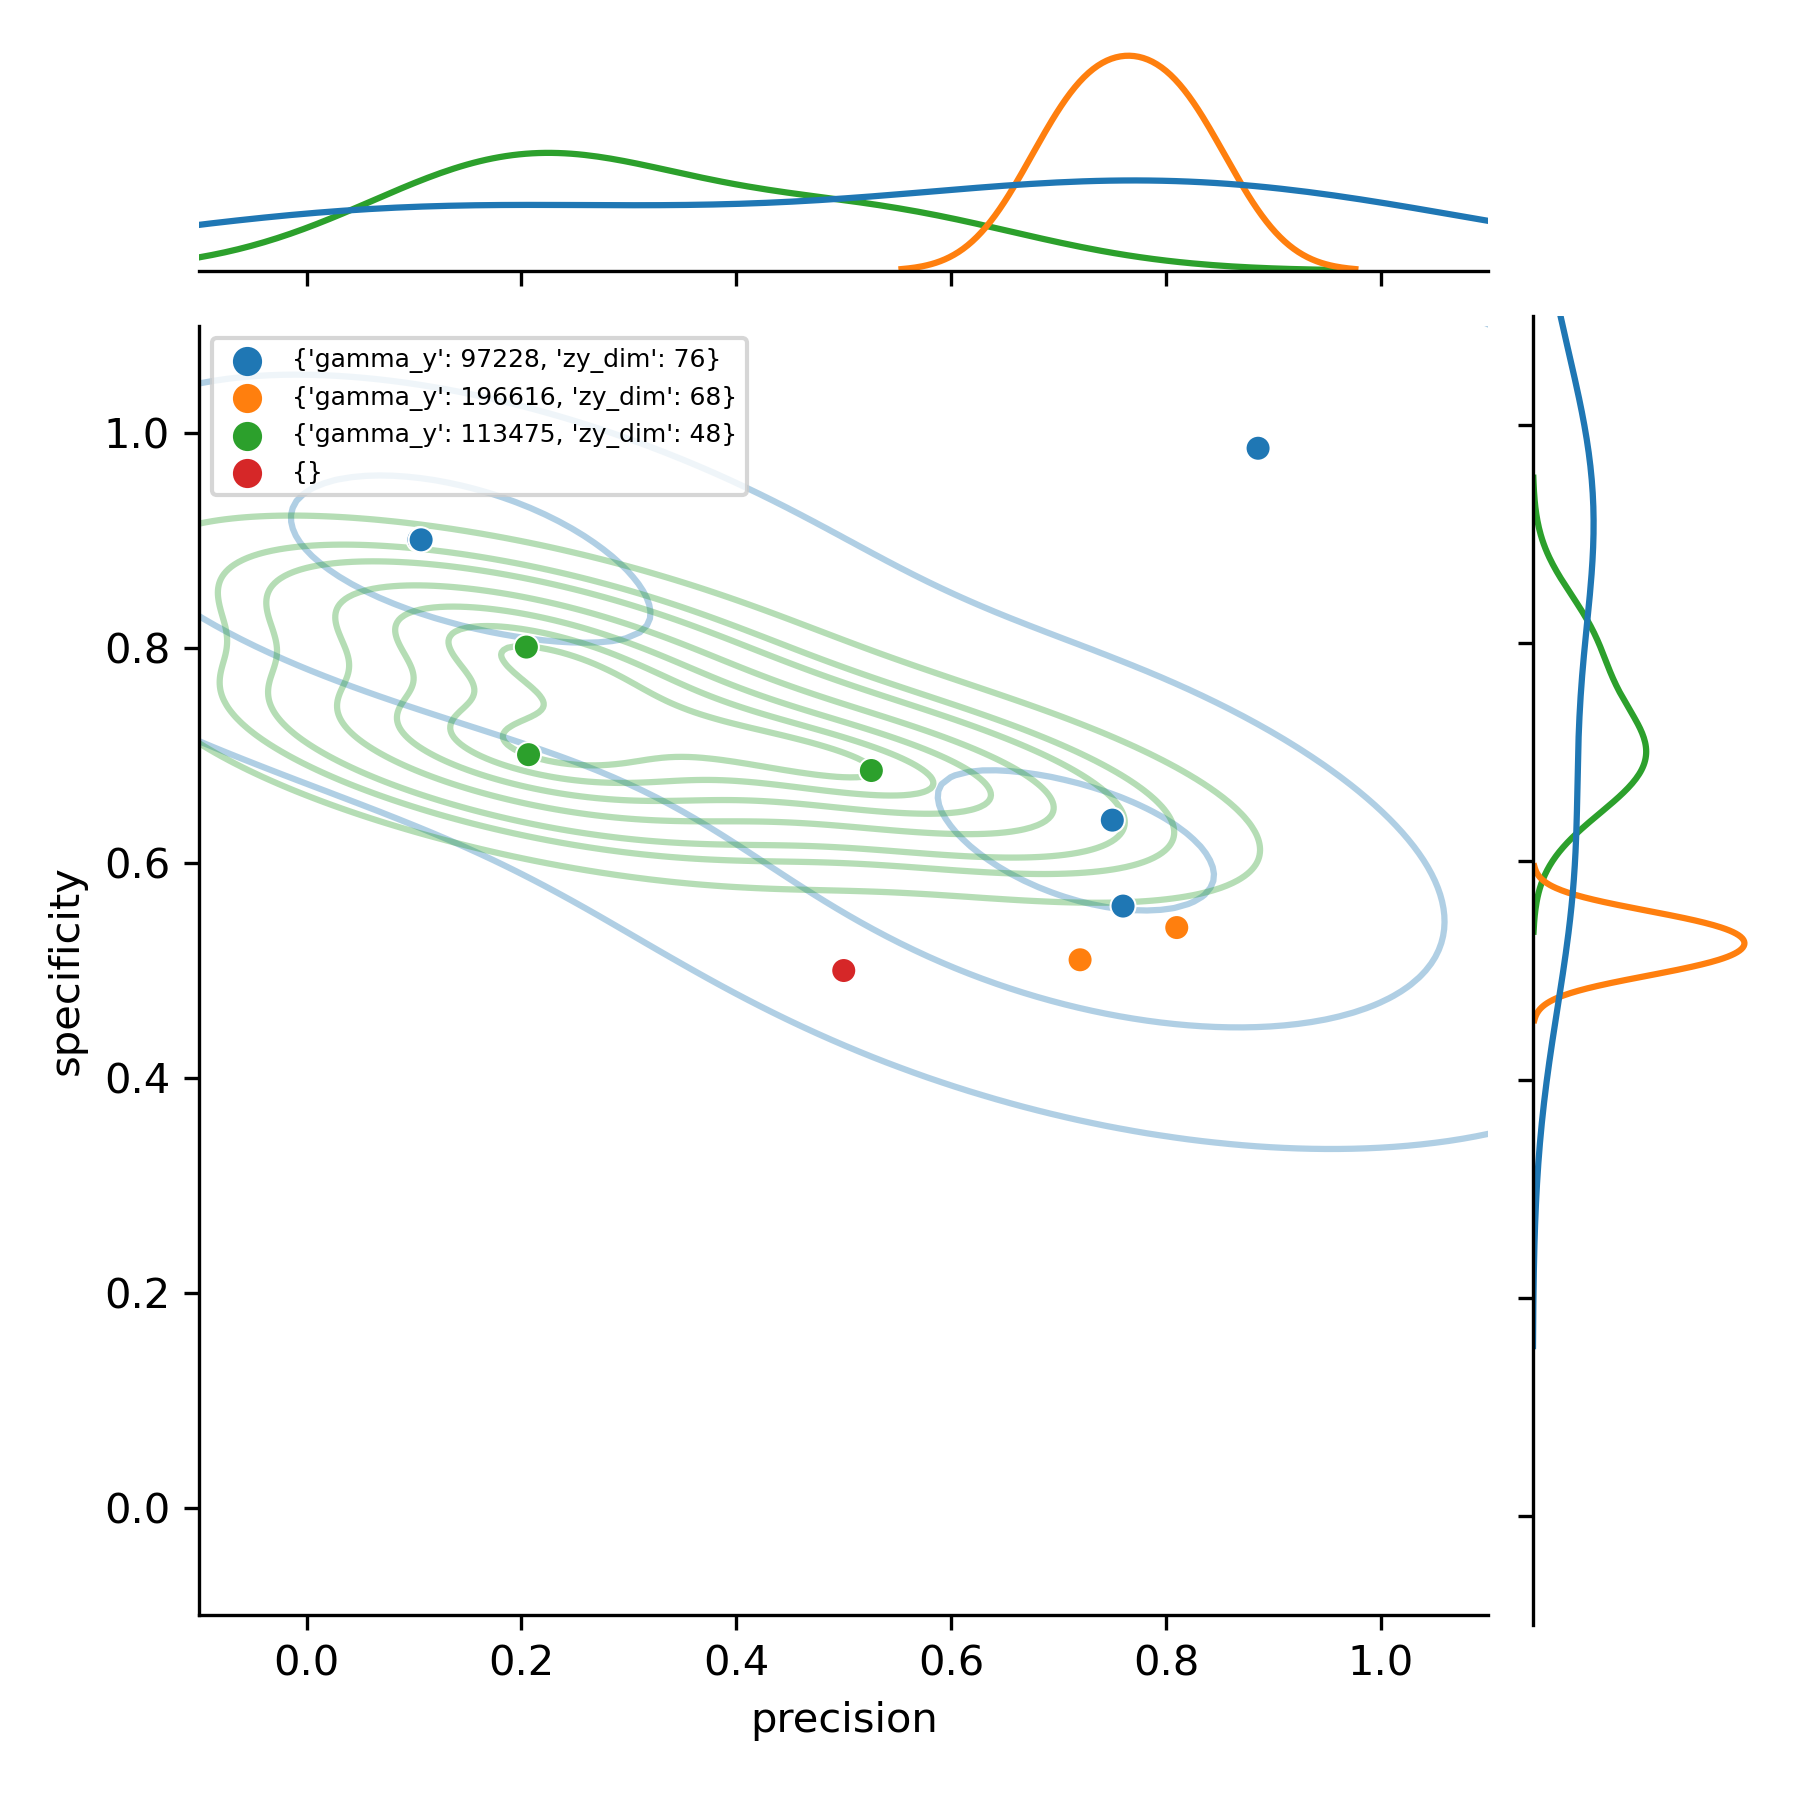 {'gamma_y': 97228, 'zy_dim': 76}
{'gamma_y': 196616, 'zy_dim': 68}
{'gamma_y': 113475, 'zy_dim': 48}
{}
1.0
0.8
0.6
0.4
0.2
0.0
specificity
0.0 0.2 0.4 0.6 0.8 1.0
precision